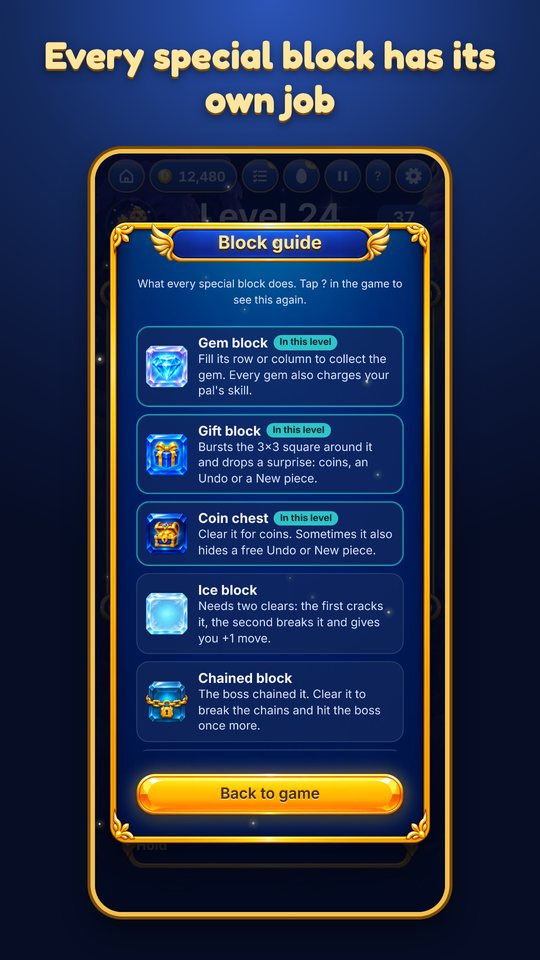 Every special block has its
own job
12,480
?
Level 24
37
Block guide
What every special block does. Tap ? in the game to
see this again.
Gem block In this level
Fill its row or column to collect the
gem. Every gem also charges your
pal's skill.
Gift block In this level
Bursts the 3×3 square around it
and drops a surprise: coins, an
Undo or a New piece.
Coin chest In this level
Clear it for coins. Sometimes it also
hides a free Undo or New piece.
Ice block
Needs two clears: the first cracks
it, the second breaks it and gives
you +1 move.
Chained block
The boss chained it. Clear it to
break the chains and hit the boss
once more.
Back to game
Hold